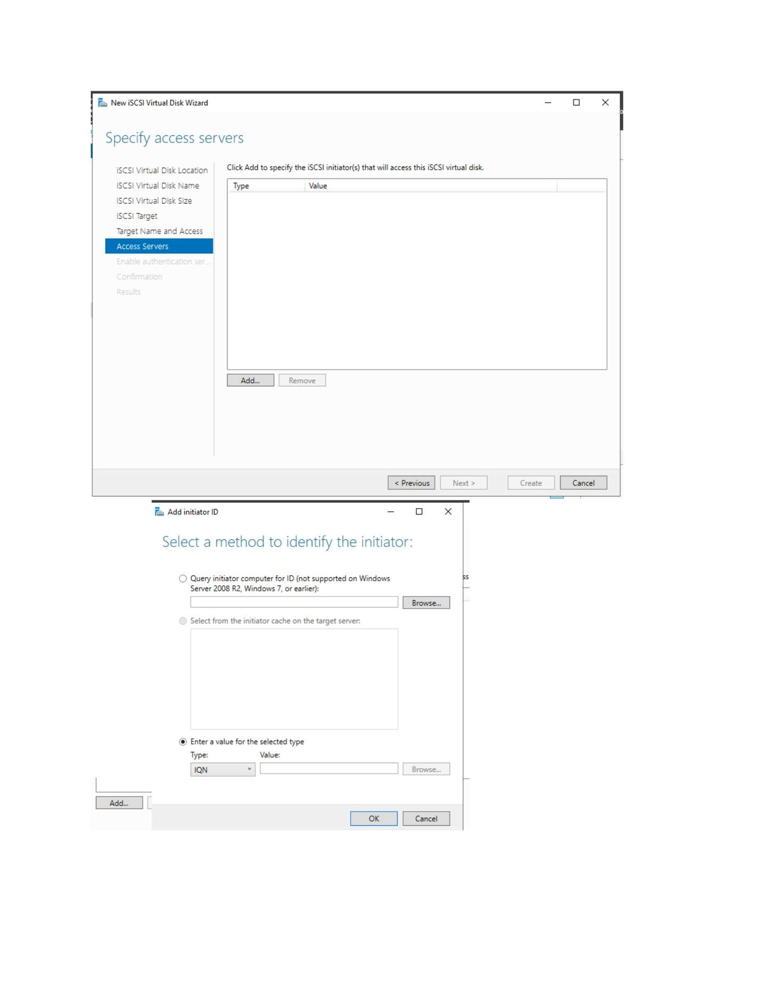 New iSCSI Virtual Disk Wizard
Specify access servers
iSCSI Virtual Disk Location
iSCSI Virtual Disk Name
iSCSI Virtual Disk Size
iSCSI Target
Target Name and Access
Access Servers
Enable authentication ser...
Confirmation
Results
Click Add to specify the iSCSI initiator(s) that will access this iSCSI virtual disk.
Type Value
Add... Remove
< Previous Next > Create Cancel
Add initiator ID
Select a method to identify the initiator:
Query initiator computer for ID (not supported on Windows
Server 2008 R2, Windows 7, or earlier):
Browse...
Select from the initiator cache on the target server:
Enter a value for the selected type
Type: Value:
IQN Browse...
OK Cancel
Add...
ss